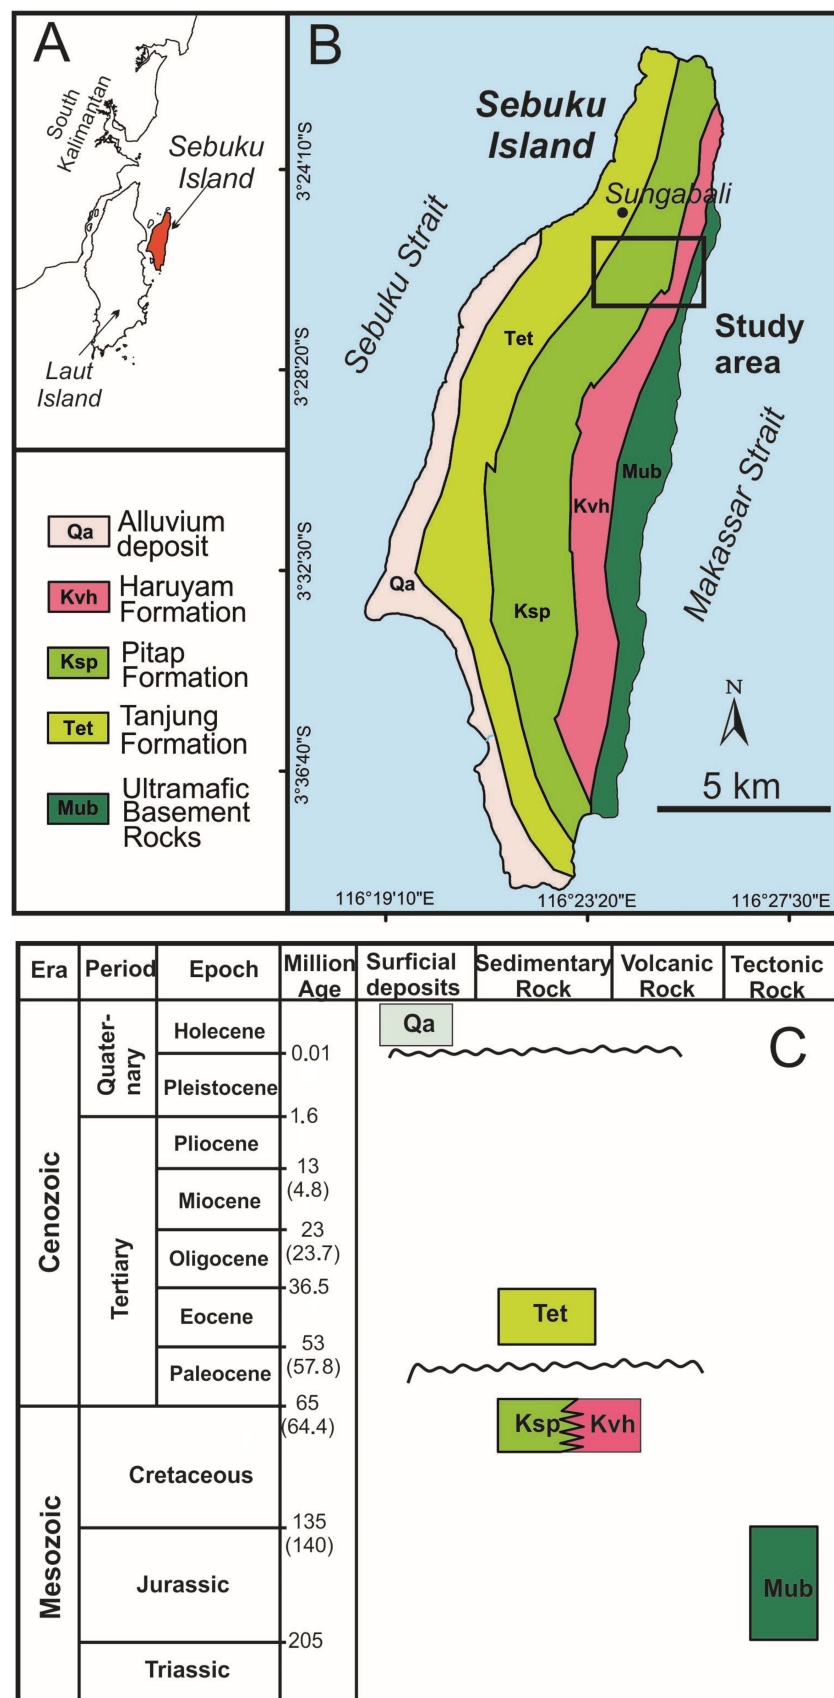 A
South
Kalimantan
Sebuku
Island
Laut
Island
B
Sebuku
Island
Sungabali
Sebuku Strait
Study
area
Makassar Strait
Tet
Mub
Kvh
Qa
Ksp
N
5 km
3°24'10"S
3°28'20"S
3°32'30"S
3°36'40"S
116°19'10"E
116°23'20"E
116°27'30"E
Qa Alluvium
deposit
Kvh Haruyam
Formation
Ksp Pitap
Formation
Tet Tanjung
Formation
Mub Ultramafic
Basement
Rocks
Era
Period
Epoch
Million
Age
Surficial
deposits
Sedimentary
Rock
Volcanic
Rock
Tectonic
Rock
C
Cenozoic
Quater-
nary
Holecene
Qa
0.01
Pleistocene
1.6
Tertiary
Pliocene
13
(4.8)
Miocene
23
(23.7)
Oligocene
36.5
Eocene
Tet
53
(57.8)
Paleocene
65
(64.4)
Mesozoic
Ksp Kvh
Cretaceous
135
(140)
Jurassic
Mub
205
Triassic